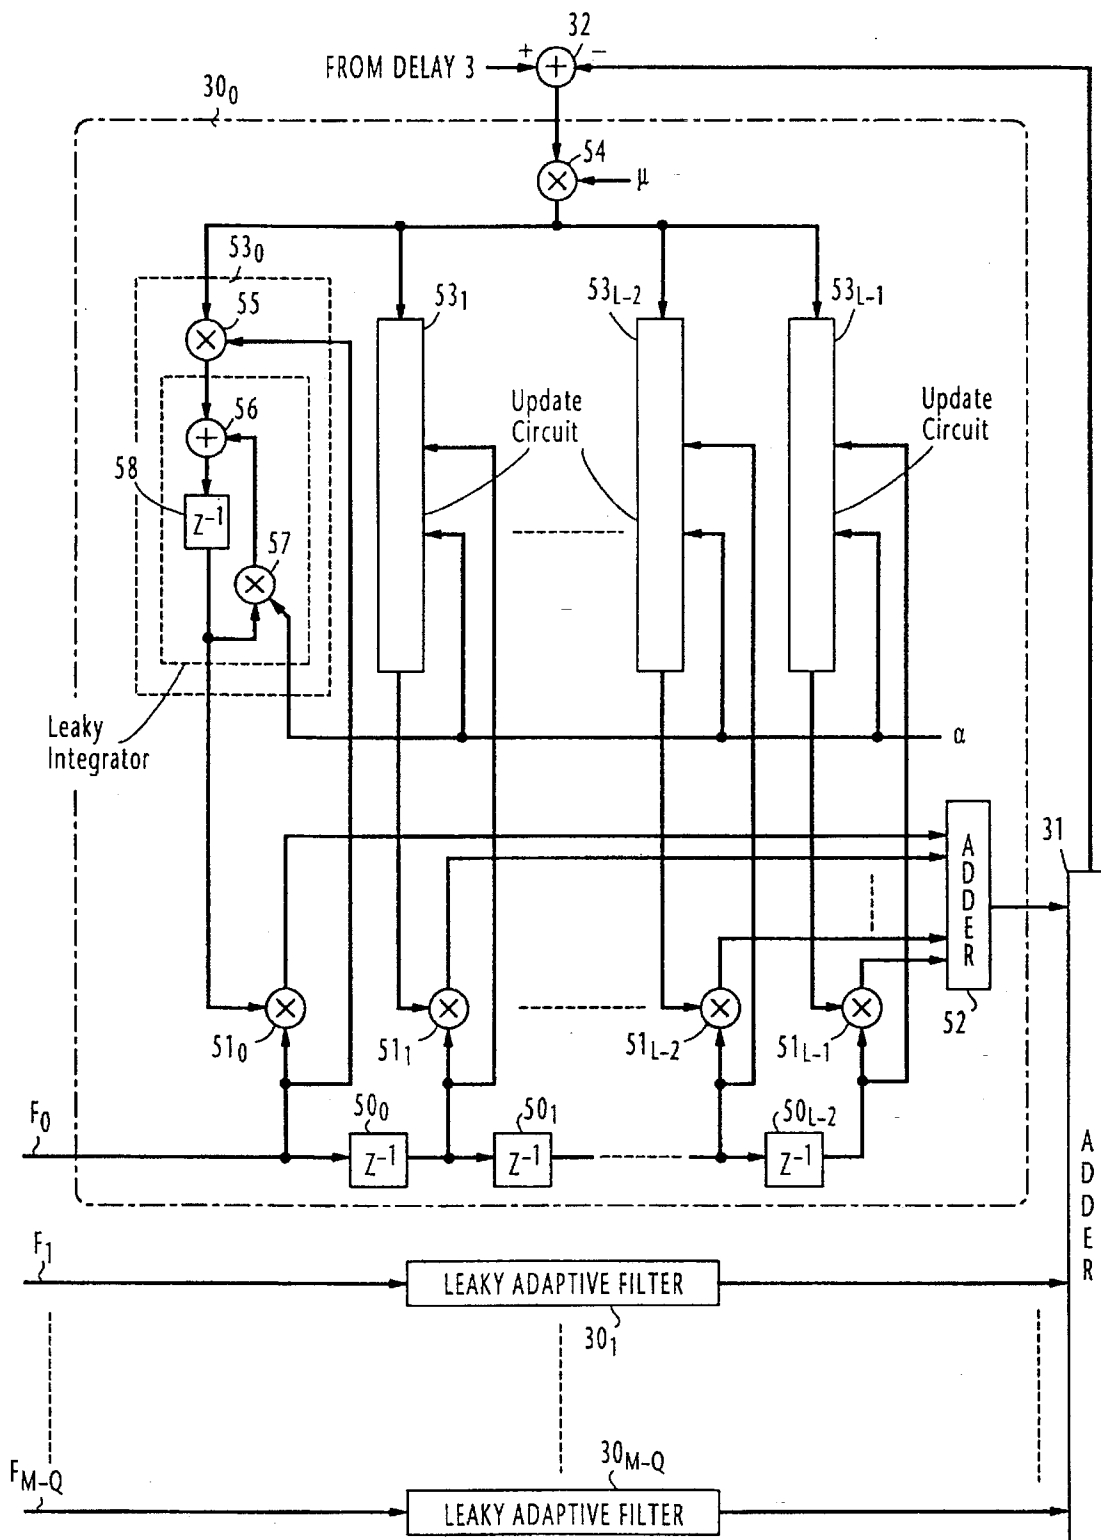 32
+ −
FROM DELAY 3 +
30₀
54
× μ
53₀
55
×
53₁
53L-2
53L-1
56
+
Update
Circuit
Update
Circuit
58
Z⁻¹
57
×
Leaky
Integrator
α
31
ADDER
× × × ×
51₀
51₁
51L-2
51L-1
52
F₀
50₀
50₁
50L-2
Z⁻¹ Z⁻¹ Z⁻¹
ADDER
F₁
LEAKY ADAPTIVE FILTER
30₁
FM-Q
30M-Q
LEAKY ADAPTIVE FILTER